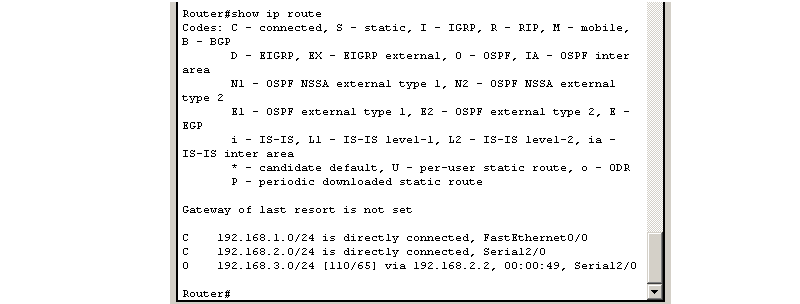 Router#show ip route
Codes: C - connected, S - static, I - IGRP, R - RIP, M - mobile,
B - BGP
D - EIGRP, EX - EIGRP external, O - OSPF, IA - OSPF inter
area
N1 - OSPF NSSA external type 1, N2 - OSPF NSSA external
type 2
E1 - OSPF external type 1, E2 - OSPF external type 2, E -
EGP
i - IS-IS, L1 - IS-IS level-1, L2 - IS-IS level-2, ia -
IS-IS inter area
* - candidate default, U - per-user static route, o - ODR
P - periodic downloaded static route
Gateway of last resort is not set
C    192.168.1.0/24 is directly connected, FastEthernet0/0
C    192.168.2.0/24 is directly connected, Serial2/0
O    192.168.3.0/24 [110/65] via 192.168.2.2, 00:00:49, Serial2/0
Router#